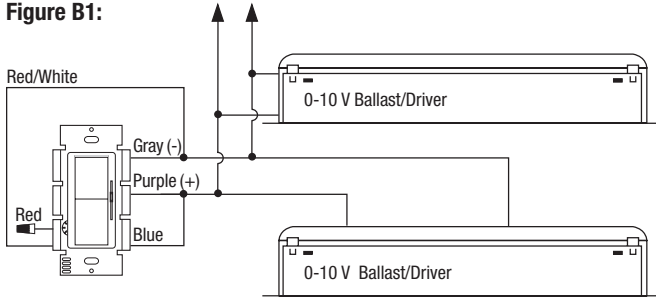 Figure B1:
Red/White
0-10 V Ballast/Driver
Gray (-)
Purple (+)
Red
Blue
0-10 V Ballast/Driver